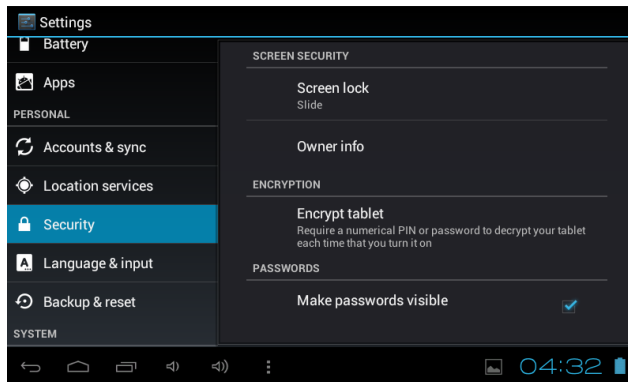 Settings
Battery
Apps
PERSONAL
Accounts & sync
Location services
Security
Language & input
Backup & reset
SYSTEM
SCREEN SECURITY
Screen lock
Slide
Owner info
ENCRYPTION
Encrypt tablet
Require a numerical PIN or password to decrypt your tablet
each time that you turn it on
PASSWORDS
Make passwords visible
04:32